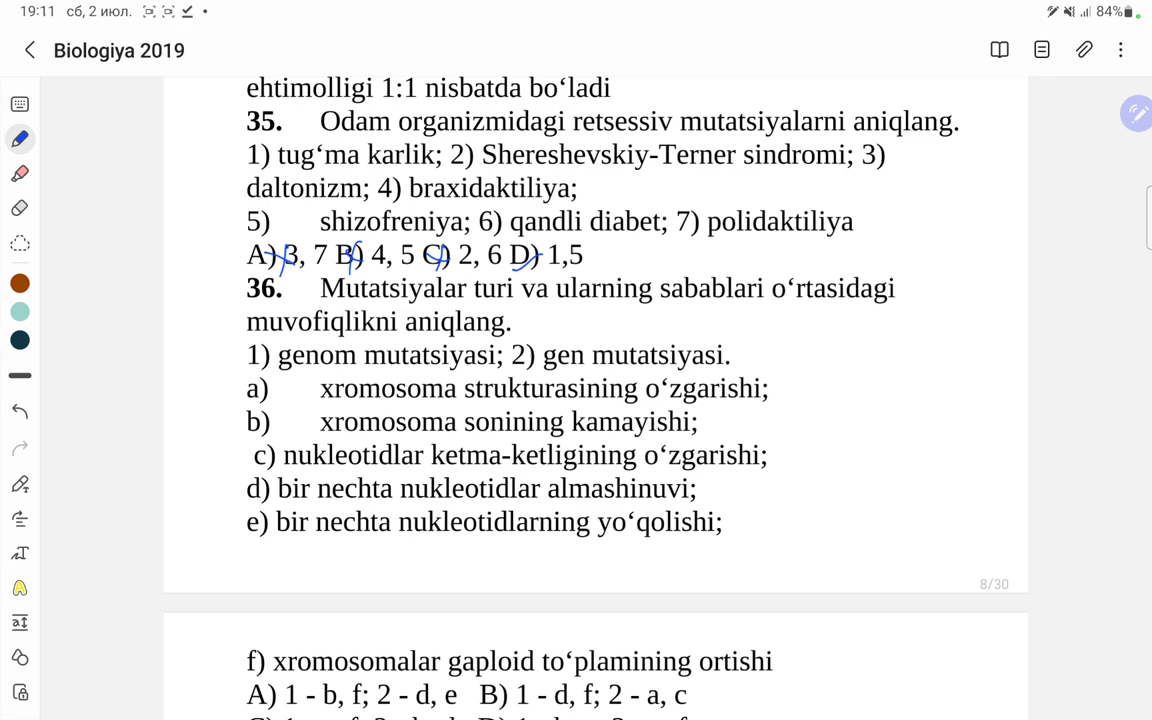 19:11 сб, 2 июл.
84%
Biologiya 2019
ehtimolligi 1:1 nisbatda bo‘ladi
35. Odam organizmidagi retsessiv mutatsiyalarni aniqlang.
1) tug‘ma karlik; 2) Shereshevskiy-Terner sindromi; 3)
daltonizm; 4) braxidaktiliya;
5) shizofreniya; 6) qandli diabet; 7) polidaktiliya
A) 3, 7 B) 4, 5 C) 2, 6 D) 1,5
36. Mutatsiyalar turi va ularning sabablari o‘rtasidagi
muvofiqlikni aniqlang.
1) genom mutatsiyasi; 2) gen mutatsiyasi.
a) xromosoma strukturasining o‘zgarishi;
b) xromosoma sonining kamayishi;
c) nukleotidlar ketma-ketligining o‘zgarishi;
d) bir nechta nukleotidlar almashinuvi;
e) bir nechta nukleotidlarning yo‘qolishi;
8/30
f) xromosomalar gaploid to‘plamining ortishi
A) 1 - b, f; 2 - d, e B) 1 - d, f; 2 - a, c